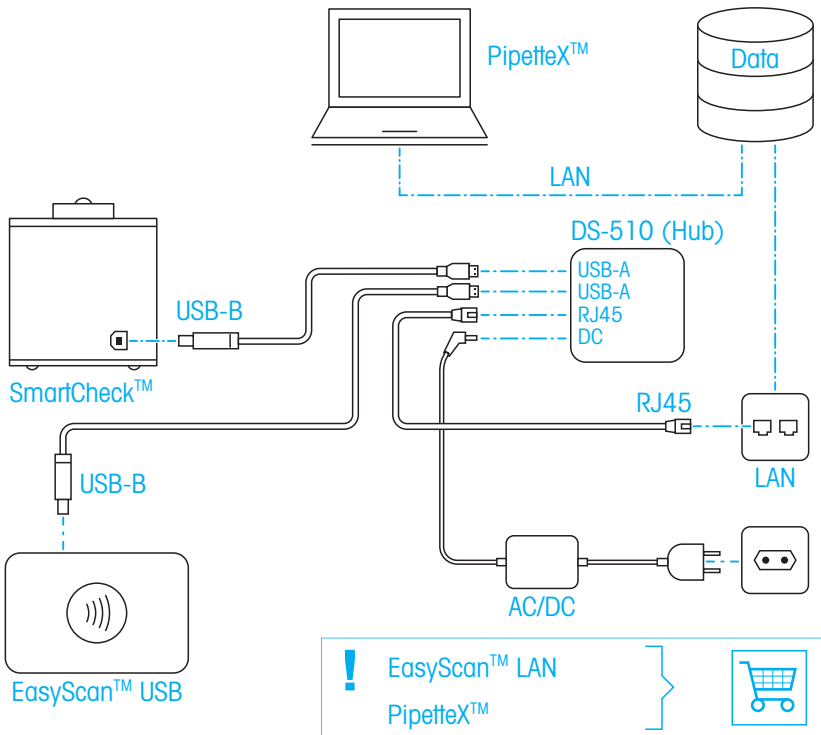 PipetteX™
Data
LAN
DS-510 (Hub)
USB-A
USB-A
RJ45
DC
USB-B
SmartCheck™
RJ45
LAN
USB-B
AC/DC
EasyScan™ USB
! EasyScan™ LAN
PipetteX™